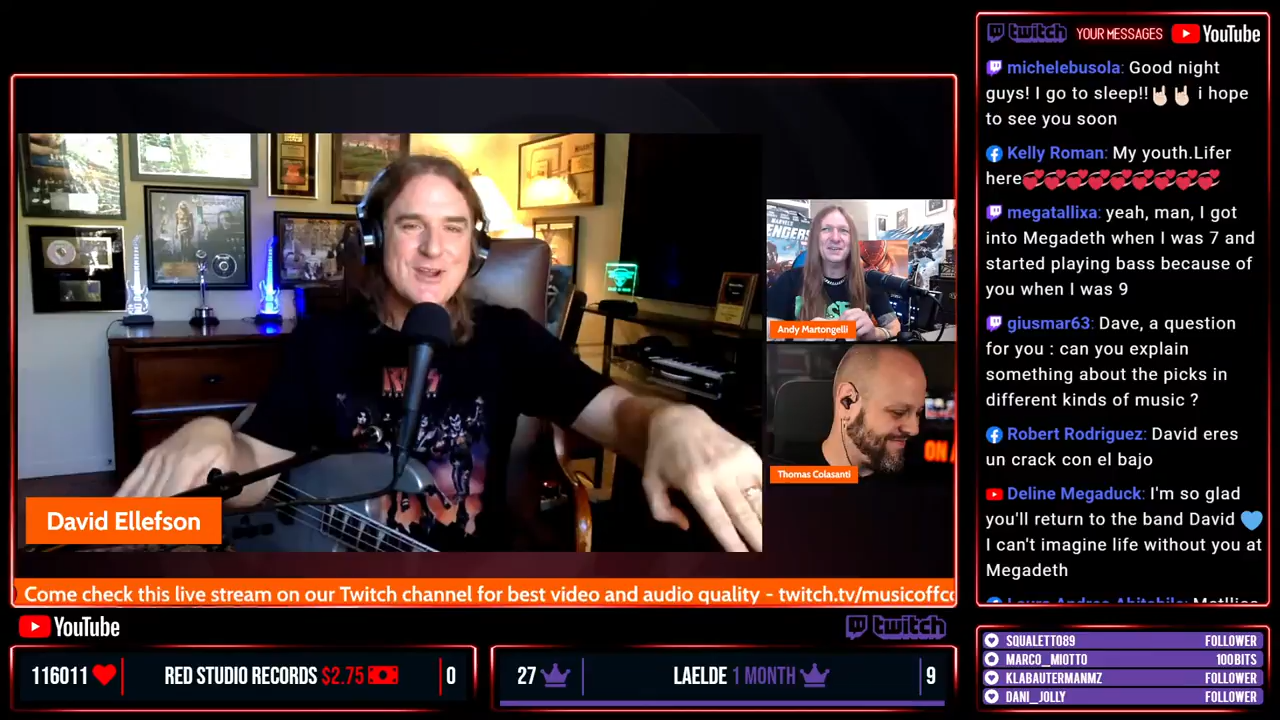 twitch YOUR MESSAGES YouTube
michelebusola: Good night
guys! I go to sleep!!🤘🏻🤘🏻 i hope
to see you soon
Kelly Roman: My youth.Lifer
here💞💞💞💞💞💞💞💞💞
megatallixa: yeah, man, I got
into Megadeth when I was 7 and
started playing bass because of
you when I was 9
giusmar63: Dave, a question
for you : can you explain
something about the picks in
different kinds of music ?
Robert Rodriguez: David eres
un crack con el bajo
Deline Megaduck: I'm so glad
you'll return to the band David 💙
I can't imagine life without you at
Megadeth
Andy Martongelli
Thomas Colasanti
David Ellefson
Come check this live stream on our Twitch channel for best video and audio quality - twitch.tv/musicoffc
YouTube
twitch
116011
RED STUDIO RECORDS $2.75
0
27
LAELDE 1 MONTH
9
SQUALETTO89 FOLLOWER
MARCO_MIOTTO 100BITS
KLABAUTERMANMZ FOLLOWER
DANI_JOLLY FOLLOWER